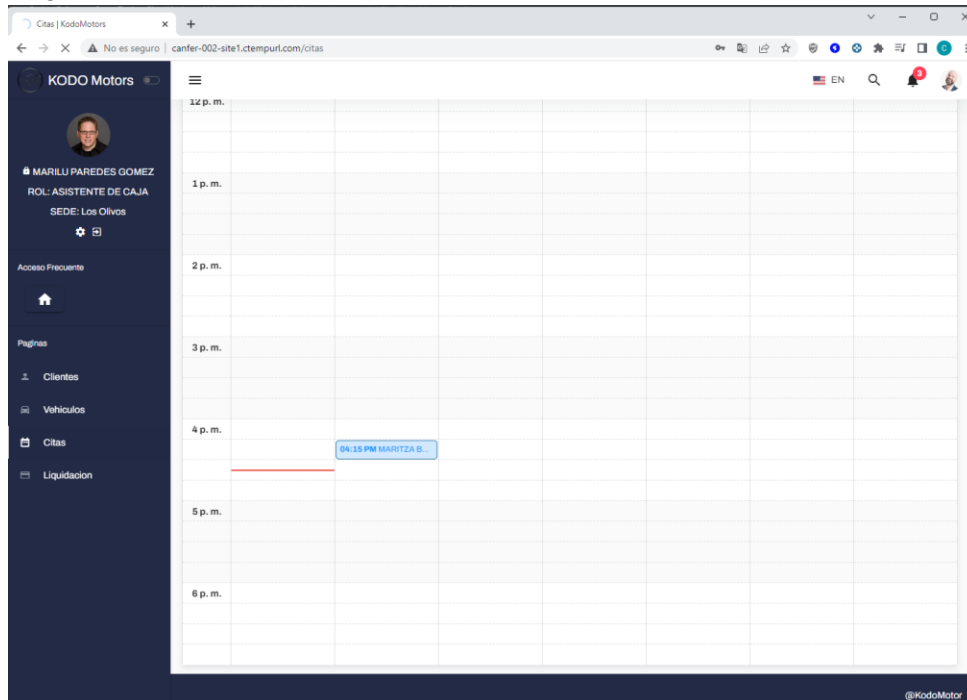 Citas | KodoMotors
No es seguro | canfer-002-site1.ctempurl.com/citas
KODO Motors
EN
3
MARILU PAREDES GOMEZ
ROL: ASISTENTE DE CAJA
SEDE: Los Olivos
Acceso Frecuente
Paginas
Clientes
Vehiculos
Citas
Liquidacion
12 p. m.
1 p. m.
2 p. m.
3 p. m.
4 p. m.
04:15 PM MARITZA B...
5 p. m.
6 p. m.
@KodoMotor